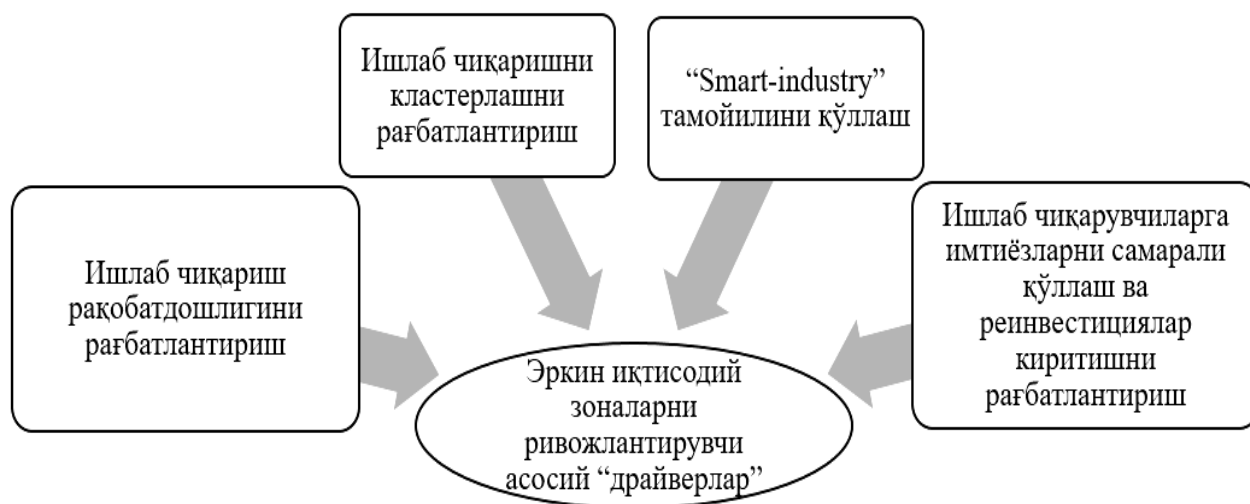 Ишлаб чиқаришни
кластерлашни
рағбатлантириш
“Smart-industry”
тамойилини қўллаш
Ишлаб чиқариш
рақобатдошлигини
рағбатлантириш
Ишлаб чиқарувчиларга
имтиёзларни самарали
қўллаш ва
реинвестициялар
киритишни
рағбатлантириш
Эркин иқтисодий
зоналарни
ривожлантирувчи
асосий “драйверлар”